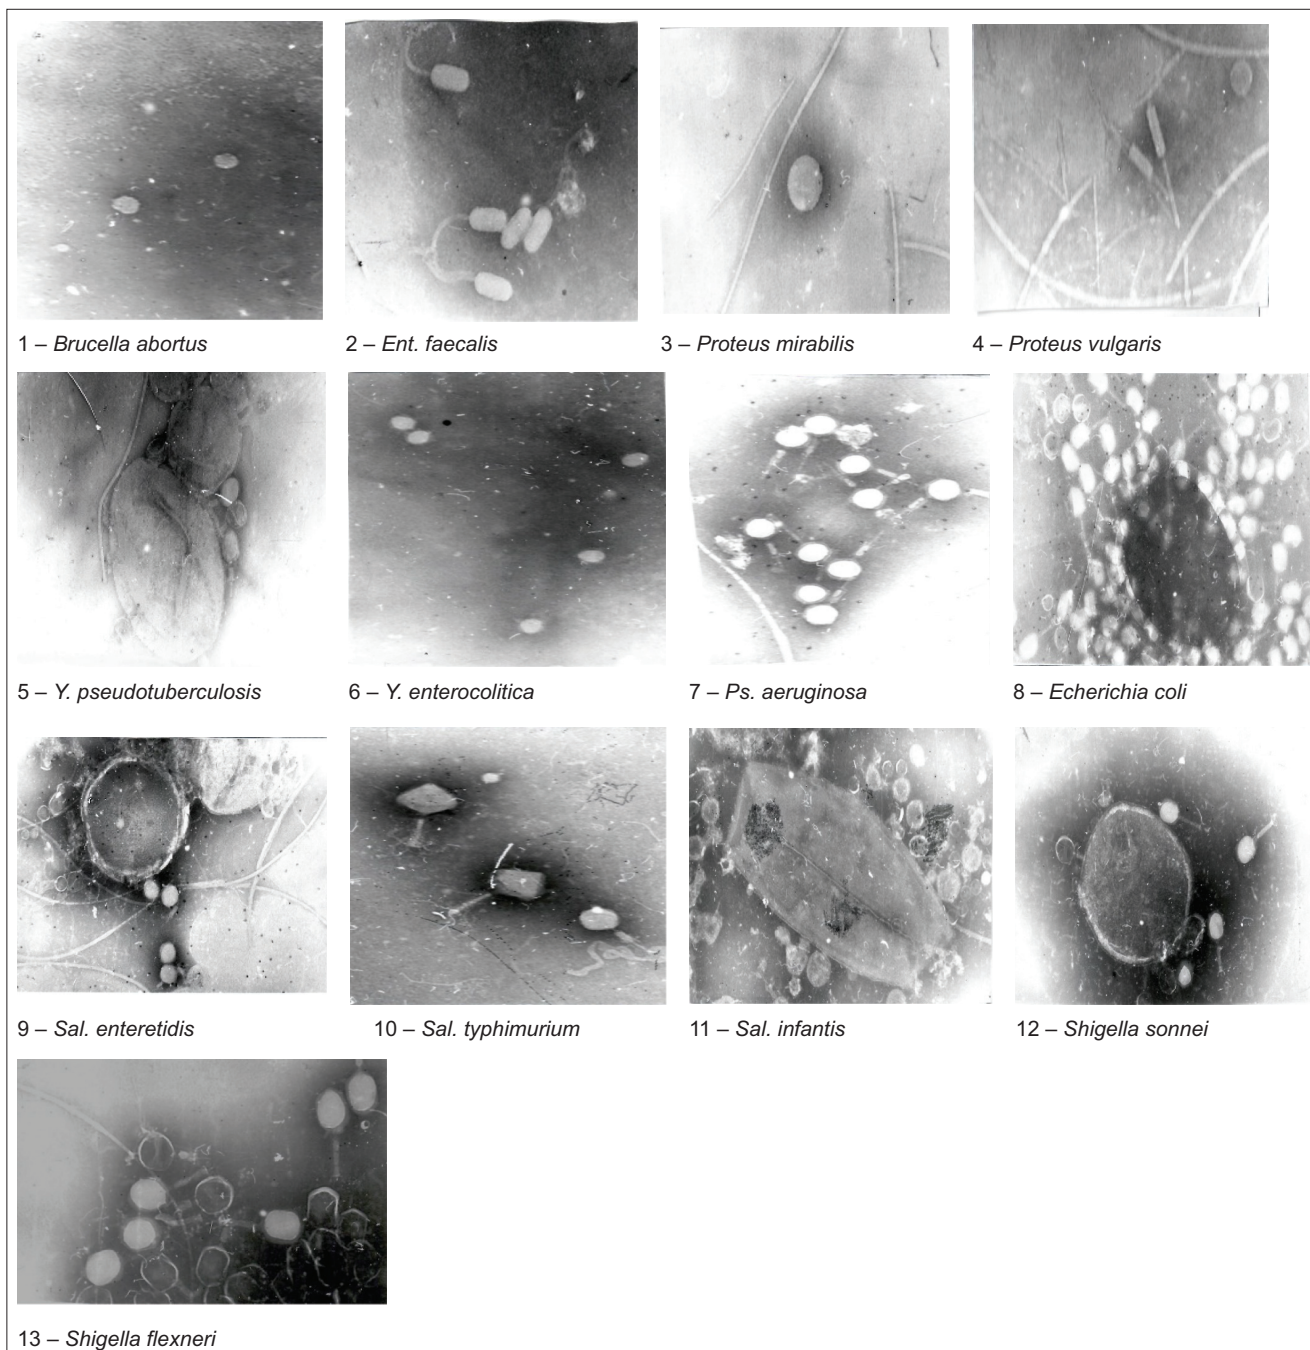 1 – Brucella abortus
2 – Ent. faecalis
3 – Proteus mirabilis
4 – Proteus vulgaris
5 – Y. pseudotuberculosis
6 – Y. enterocolitica
7 – Ps. aeruginosa
8 – Echerichia coli
9 – Sal. enteretidis
10 – Sal. typhimurium
11 – Sal. infantis
12 – Shigella sonnei
13 – Shigella flexneri